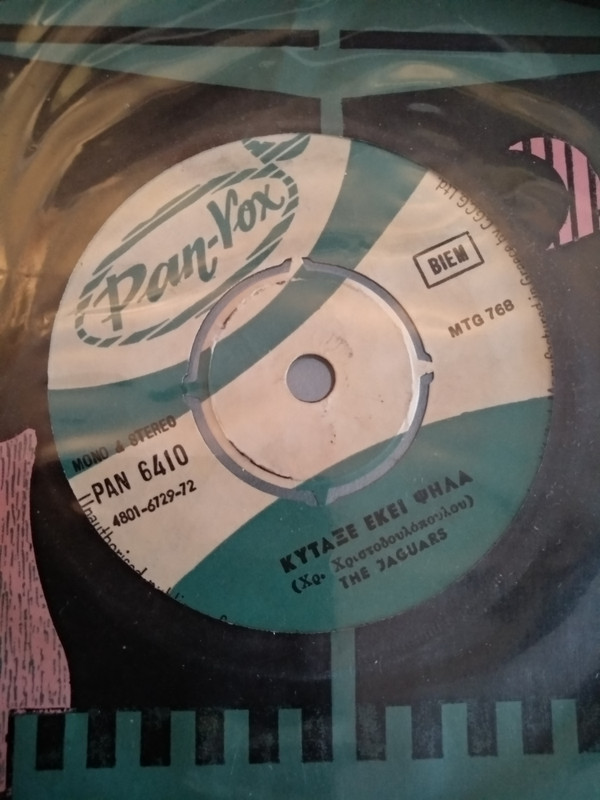 Pan-Vox
BIEM
MTG 768
MONO & STEREO
PAN 6410
4801-6729-72
ΚΥΤΑΞΕ ΕΚΕΙ ΨΗΛΑ
(Χρ. Χριστοδουλόπουλου)
THE JAGUARS
Unauthorized